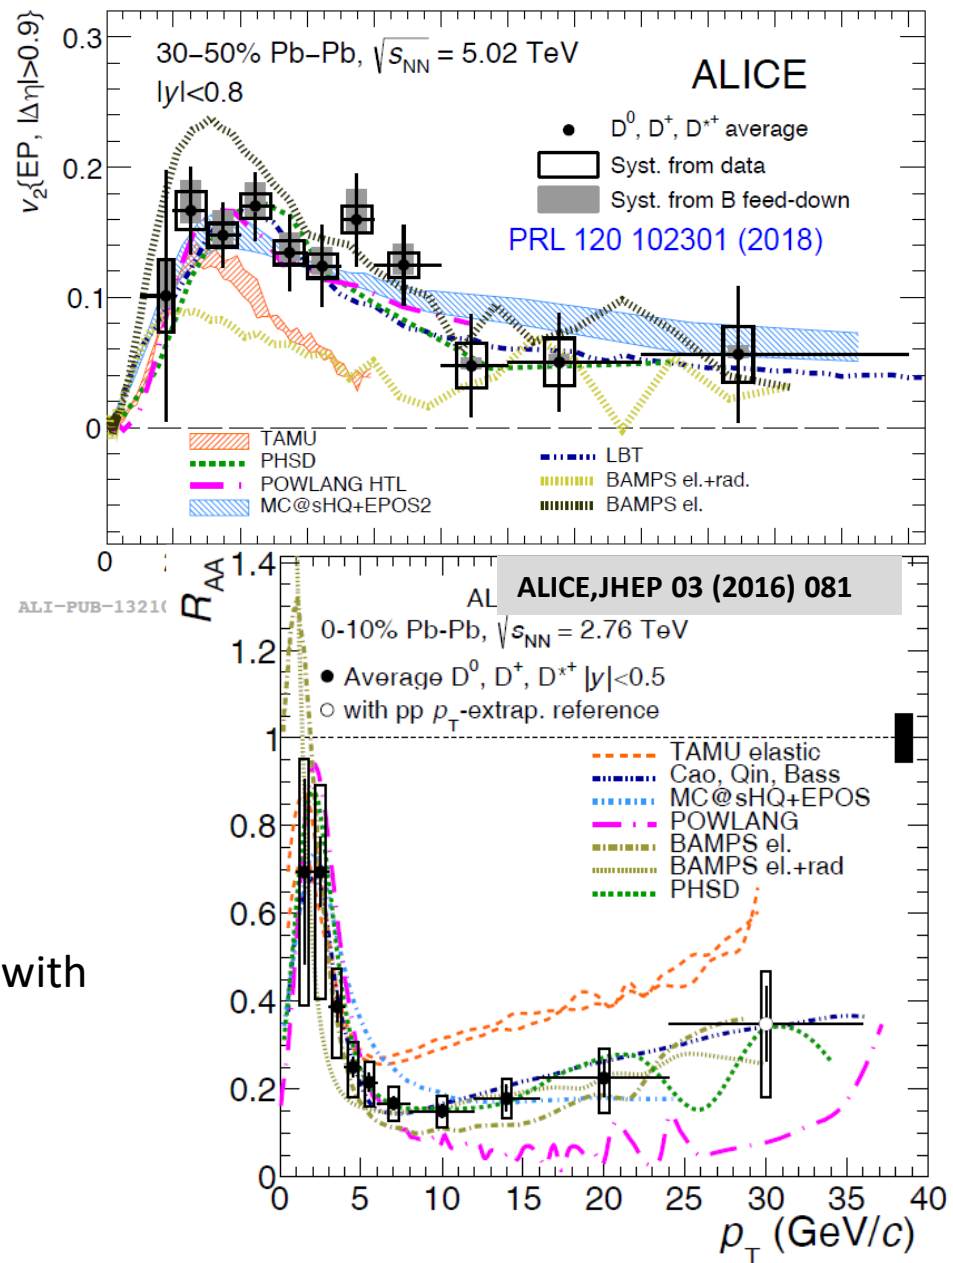 0.3
30–50% Pb–Pb, √sNN = 5.02 TeV
|y|<0.8
ALICE
v2{EP, |Δη|>0.9}
D0, D+, D*+ average
Syst. from data
Syst. from B feed-down
0.2
PRL 120 102301 (2018)
0.1
0
TAMU
PHSD
POWLANG HTL
MC@sHQ+EPOS2
LBT
BAMPS el.+rad.
BAMPS el.
0
ALI-PUB-1321
RAA
1.4
AL
ALICE,JHEP 03 (2016) 081
0-10% Pb-Pb, √sNN = 2.76 TeV
1.2
Average D0, D+, D*+ |y|<0.5
with pp pT-extrap. reference
1
TAMU elastic
Cao, Qin, Bass
MC@sHQ+EPOS
POWLANG
BAMPS el.
BAMPS el.+rad
PHSD
0.8
0.6
with
0.4
0.2
0
0 5 10 15 20 25 30 35 40
pT (GeV/c)